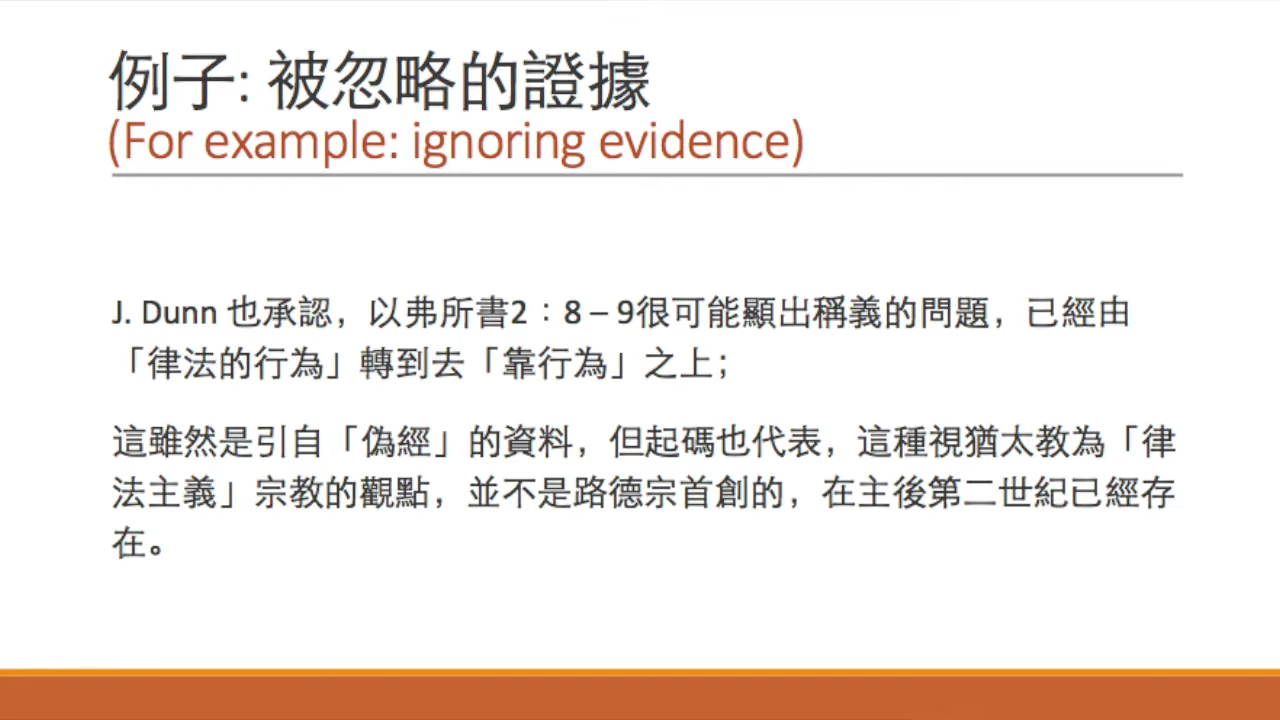 例子: 被忽略的證據
(For example: ignoring evidence)
J. Dunn 也承認，以弗所書2：8 – 9很可能顯出稱義的問題，已經由
「律法的行為」轉到去「靠行為」之上；
這雖然是引自「偽經」的資料，但起碼也代表，這種視猶太教為「律
法主義」宗教的觀點，並不是路德宗首創的，在主後第二世紀已經存
在。